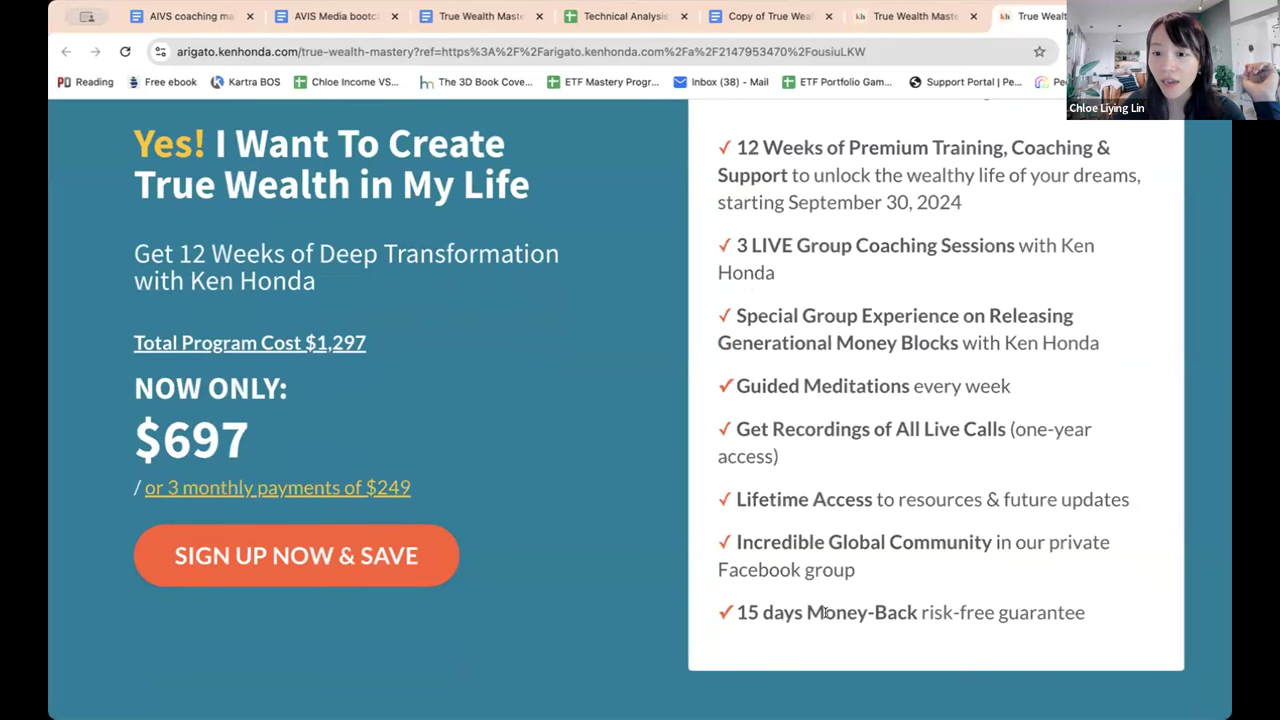 AIVS coaching ma
AVIS Media bootc
True Wealth Maste
Technical Analysis
Copy of True Wea
True Wealth Maste
True Wealt
arigato.kenhonda.com/true-wealth-mastery?ref=https%3A%2F%2Farigato.kenhonda.com%2Fa%2F2147953470%2FousiuLKW
Reading
Free ebook
Kartra BOS
Chloe Income VS...
The 3D Book Cove...
ETF Mastery Progr...
Inbox (38) - Mail
ETF Portfolio Gam...
Support Portal | Pe...
Chloe Liying Lin
Yes! I Want To Create
True Wealth in My Life
Get 12 Weeks of Deep Transformation
with Ken Honda
Total Program Cost $1,297
NOW ONLY:
$697
/ or 3 monthly payments of $249
SIGN UP NOW & SAVE
✓ 12 Weeks of Premium Training, Coaching &
Support to unlock the wealthy life of your dreams,
starting September 30, 2024
✓ 3 LIVE Group Coaching Sessions with Ken
Honda
✓ Special Group Experience on Releasing
Generational Money Blocks with Ken Honda
✓ Guided Meditations every week
✓ Get Recordings of All Live Calls (one-year
access)
✓ Lifetime Access to resources & future updates
✓ Incredible Global Community in our private
Facebook group
✓ 15 days Money-Back risk-free guarantee